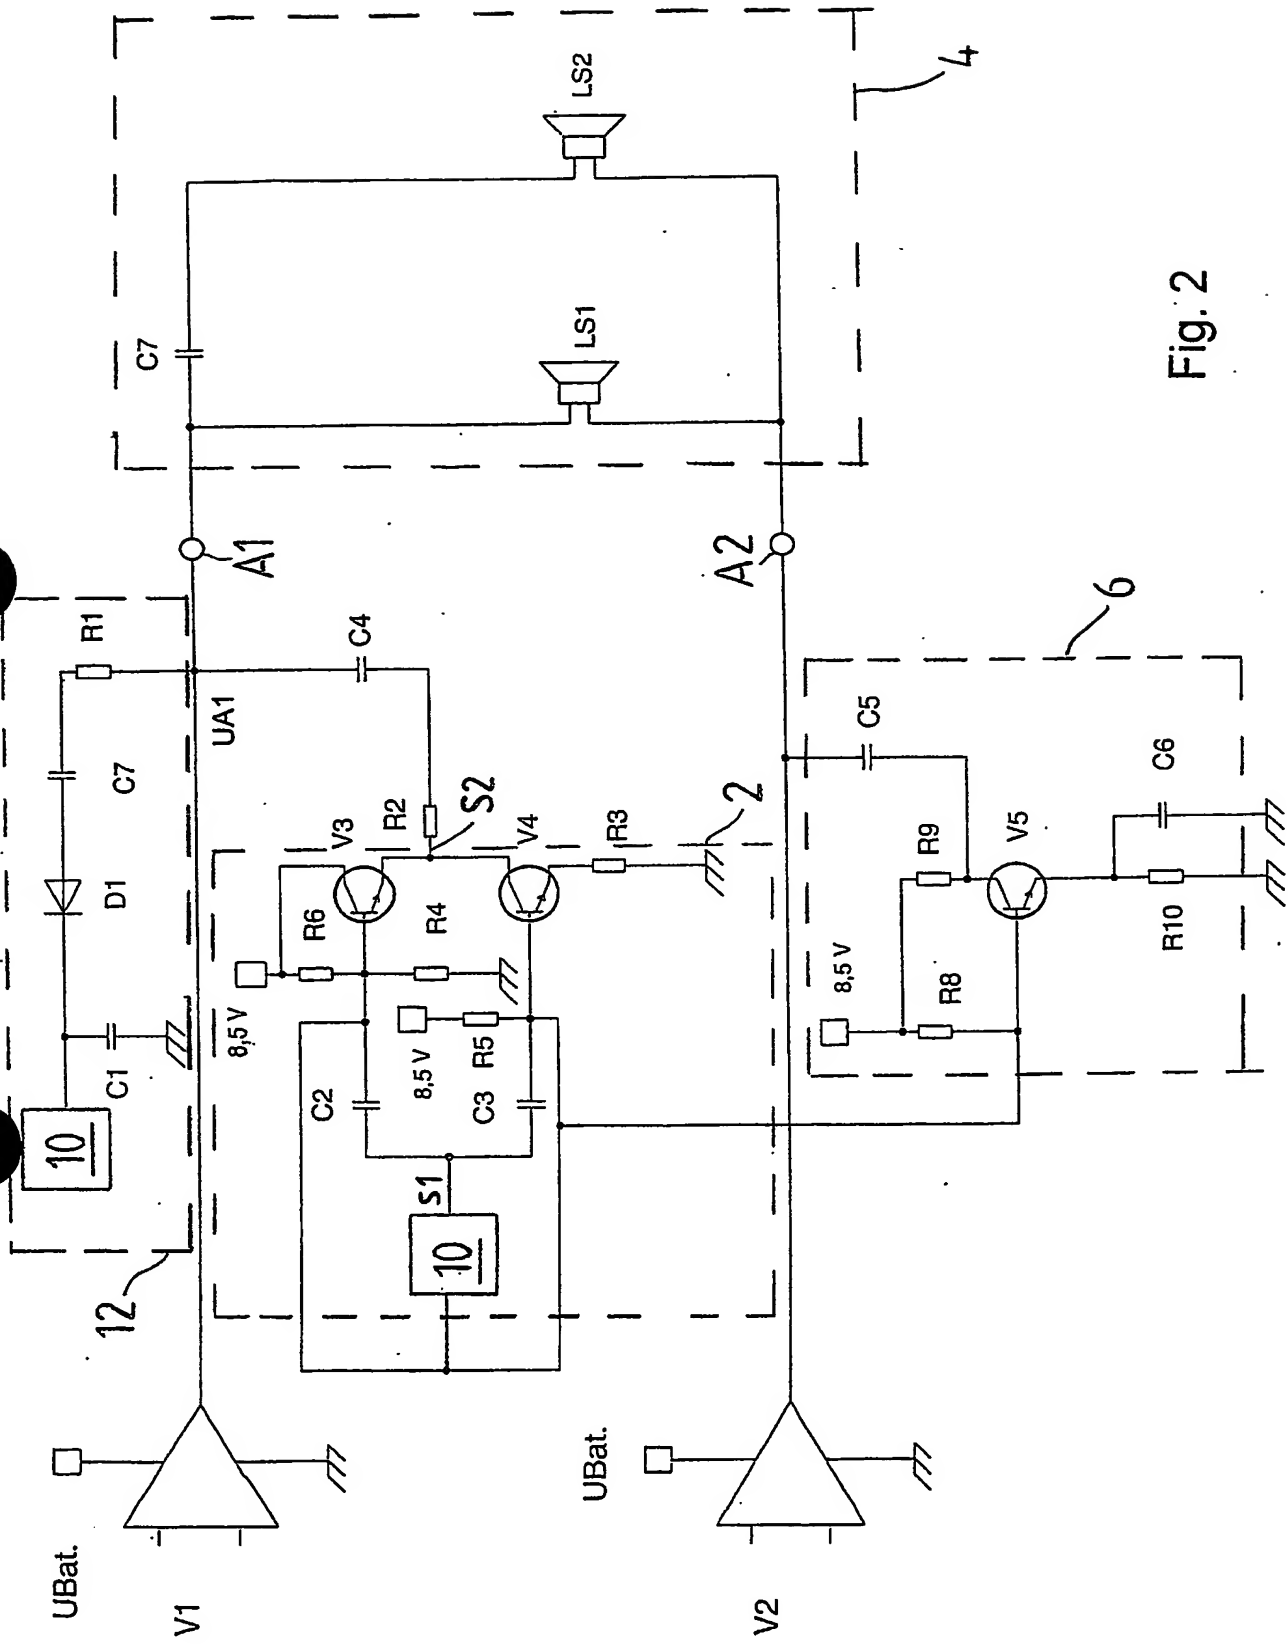 12
10
C1
D1
C7
R1
UBat.
V1
UA1
A1
C7
LS1
LS2
4
8,5 V
R6
V3
R4
R2
C4
S2
C2
8,5 V
R5
C3
V4
R3
2
S1
10
UBat.
V2
A2
8,5 V
R8
R9
C5
V5
R10
C6
6
Fig. 2